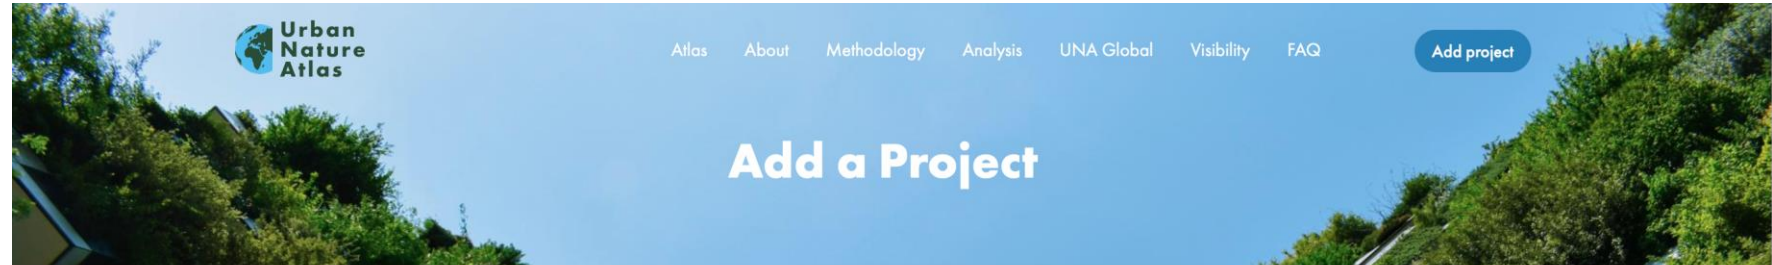 Urban
Nature
Atlas
Atlas About Methodology Analysis UNA Global Visibility FAQ Add project
Add a Project